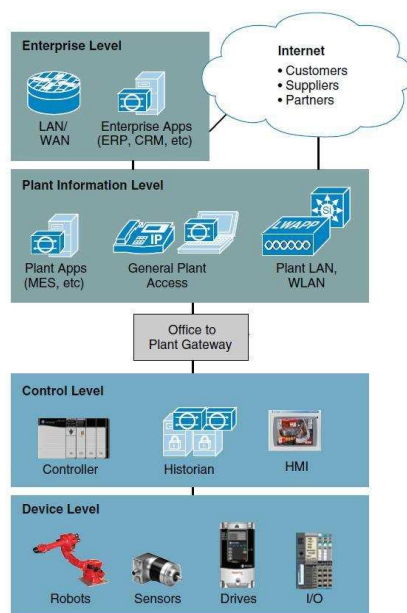 Enterprise Level
Internet
• Customers
• Suppliers
• Partners
LAN/
WAN
Enterprise Apps
(ERP, CRM, etc)
Plant Information Level
IP
LWAPP
SI
Plant Apps
(MES, etc)
General Plant
Access
Plant LAN,
WLAN
Office to
Plant Gateway
Control Level
Controller
Historian
HMI
Device Level
Robots
Sensors
Drives
I/O